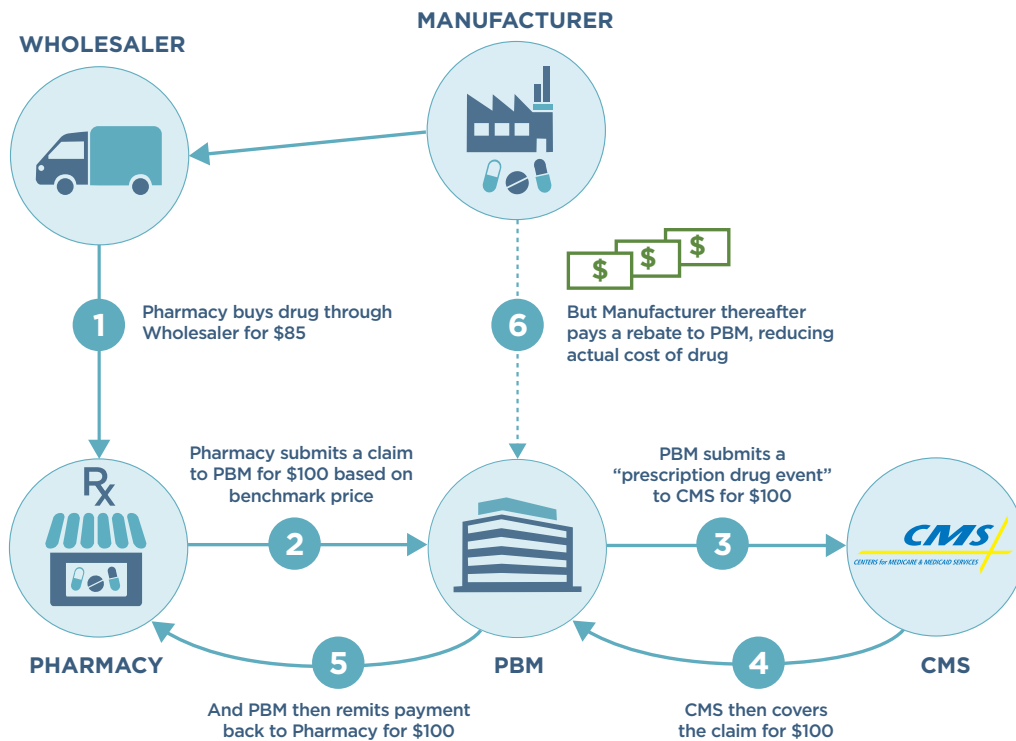 MANUFACTURER
WHOLESALER
$
$
$
1
Pharmacy buys drug through
Wholesaler for $85
6
But Manufacturer thereafter
pays a rebate to PBM, reducing
actual cost of drug
Rx
Pharmacy submits a claim
to PBM for $100 based on
benchmark price
2
PBM submits a
“prescription drug event”
to CMS for $100
3
CMS
CENTERS for MEDICARE & MEDICAID SERVICES
PHARMACY
5
PBM
4
CMS
And PBM then remits payment
back to Pharmacy for $100
CMS then covers
the claim for $100